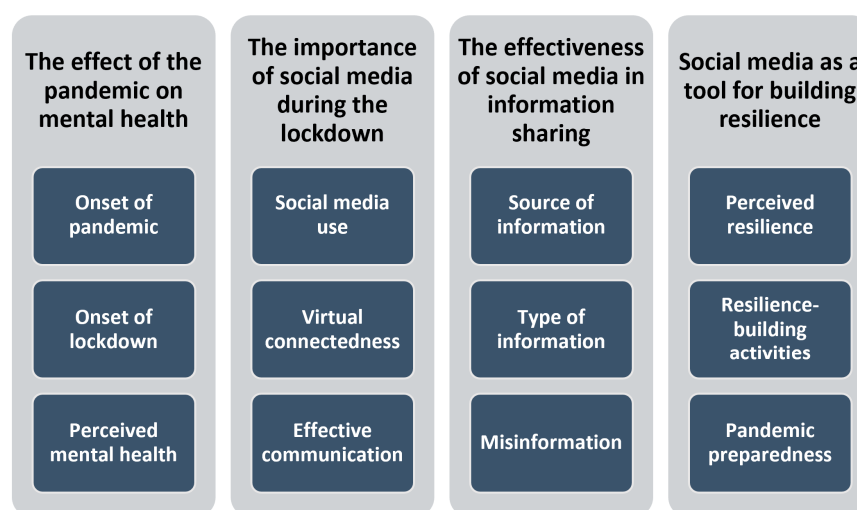 The effect of the
pandemic on
mental health
Onset of
pandemic
Onset of
lockdown
Perceived
mental health
The importance
of social media
during the
lockdown
Social media
use
Virtual
connectedness
Effective
communication
The effectiveness
of social media in
information
sharing
Source of
information
Type of
information
Misinformation
Social media as a
tool for building
resilience
Perceived
resilience
Resilience-
building
activities
Pandemic
preparedness